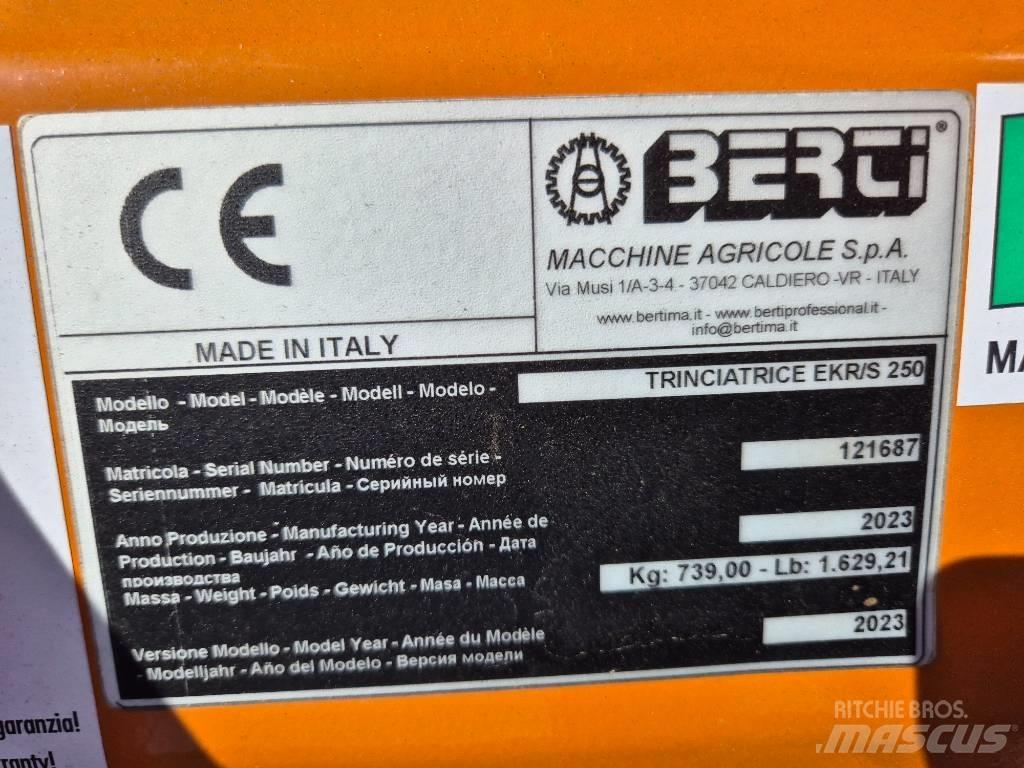 CE
BERTI®
MACCHINE AGRICOLE S.p.A.
Via Musi 1/A-3-4 - 37042 CALDIERO -VR - ITALY
www.bertima.it - www.bertiprofessional.it -
info@bertima.it
MADE IN ITALY
Modello - Model - Modèle - Modell - Modelo -
Модель
TRINCIATRICE EKR/S 250
Matricola - Serial Number - Numéro de série -
Seriennummer - Matricula - Серийный номер
121687
Anno Produzione - Manufacturing Year - Année de
Production - Baujahr - Año de Producción - Дата
производства
2023
Massa - Weight - Poids - Gewicht - Masa - Масса
Kg: 739,00 - Lb: 1.629,21
Versione Modello - Model Year - Année du Modèle
- Modelljahr - Año del Modelo - Версия модели
2023
MA
garanzia!
RITCHIE BROS.
MASCUS